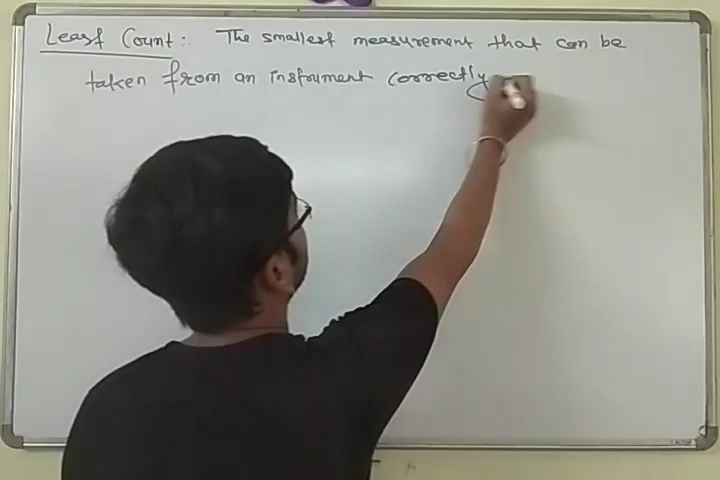 Least Count :. The smallest measurement that can be
taken from an instrument correctly